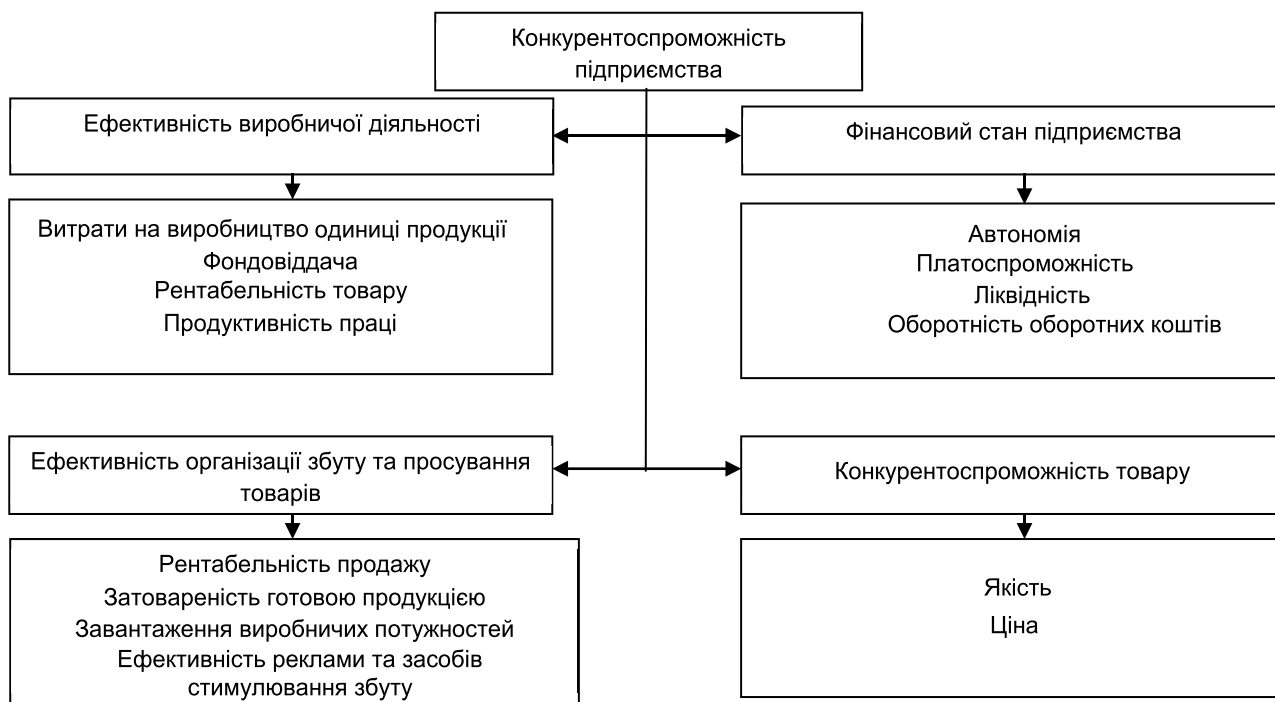 Конкурентоспроможність
підприємства
Ефективність виробничої діяльності
Фінансовий стан підприємства
Витрати на виробництво одиниці продукції
Фондовіддача
Рентабельність товару
Продуктивність праці
Автономія
Платоспроможність
Ліквідність
Оборотність оборотних коштів
Ефективність організації збуту та просування
товарів
Конкурентоспроможність товару
Рентабельність продажу
Затовареність готовою продукцією
Завантаження виробничих потужностей
Ефективність реклами та засобів
стимулювання збуту
Якість
Ціна